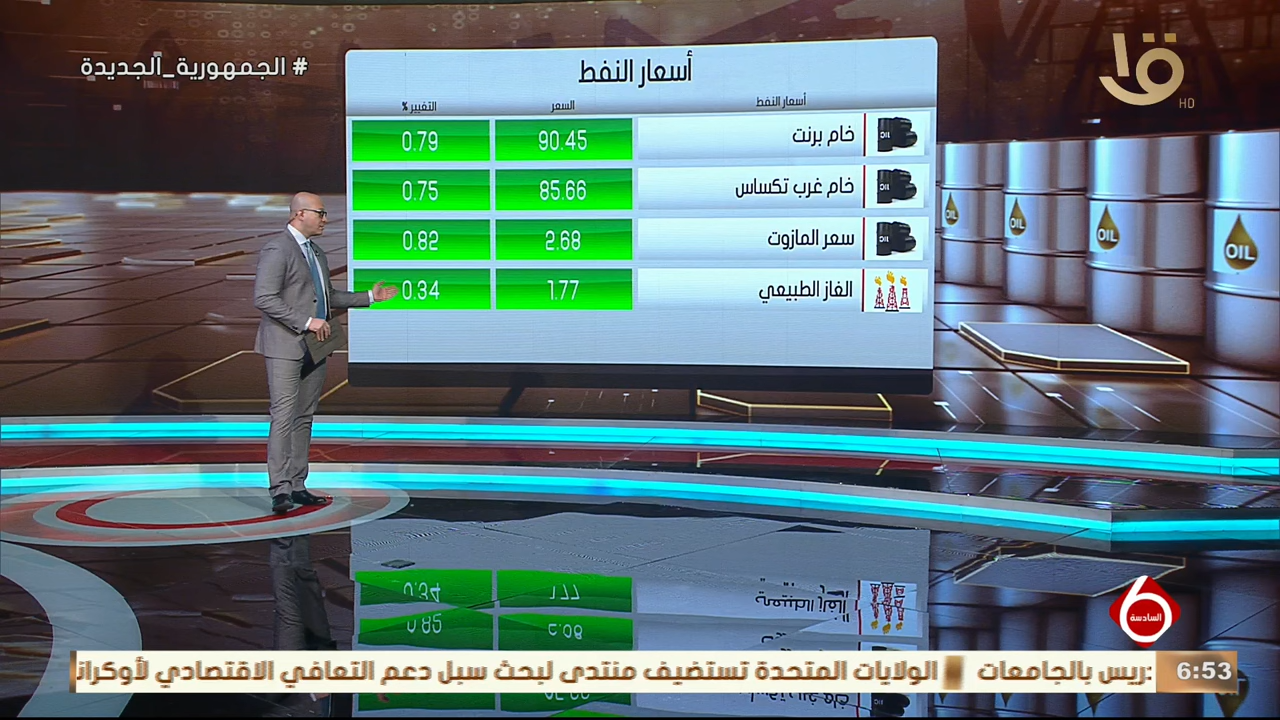 # الجمهورية_الجديدة
HD
أسعار النفط
أسعار النفط السعر التغيير %
خام برنت 90.45 0.79
خام غرب تكساس 85.66 0.75
سعر المازوت 2.68 0.82
الغاز الطبيعي 1.77 0.34
OIL
OIL
OIL
OIL
6
السادسة
6:53
بالجامعات الولايات المتحدة تستضيف منتدى لبحث سبل دعم التعافي الاقتصادي